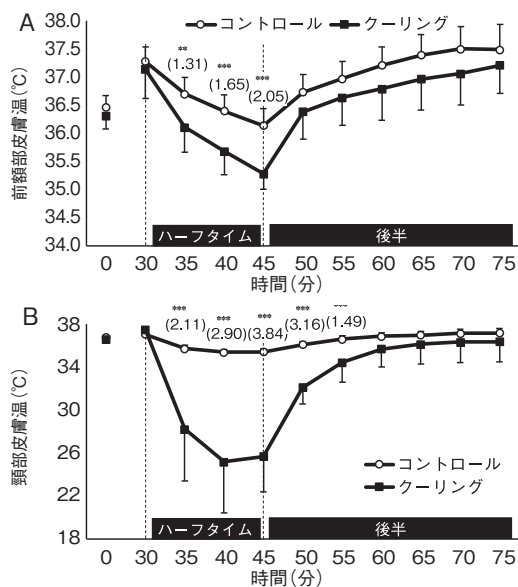 A
コントロール
クーリング
38.0
37.5
37.0
36.5
36.0
35.5
35.0
34.5
34.0
前額部皮膚温(℃)
** *** ***
(1.31) (1.65) (2.05)
ハーフタイム 後半
0 30 35 40 45 50 55 60 65 70 75
時間(分)
B
38
34
30
26
22
18
頸部皮膚温(℃)
*** *** *** *** ***
(2.11) (2.90) (3.84) (3.16) (1.49)
コントロール
クーリング
ハーフタイム 後半
0 30 35 40 45 50 55 60 65 70 75
時間(分)